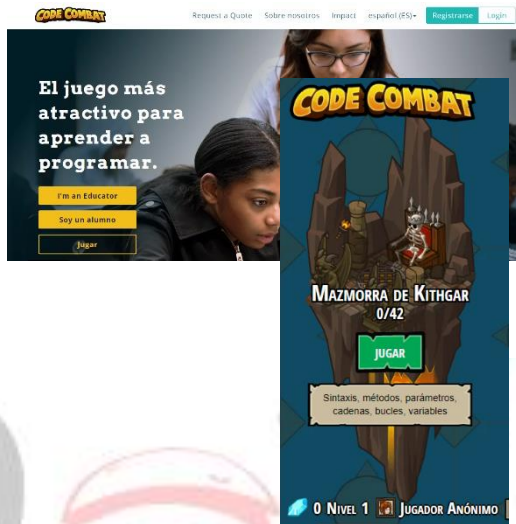 CODE COMBAT
Request a Quote Sobre nosotros Impact español (ES) Registrarse Login
El juego más
atractivo para
aprender a
programar.
I'm an Educator
Soy un alumno
Jugar
CODE COMBAT
MAZMORRA DE KITHGAR
0/42
JUGAR
Sintaxis, métodos, parámetros,
cadenas, bucles, variables
0 NIVEL 1 JUGADOR ANÓNIMO